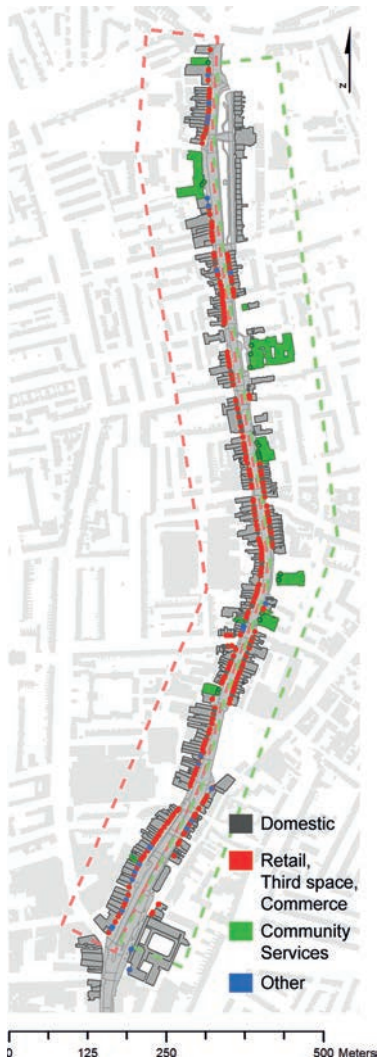 N
Domestic
Retail,
Third space,
Commerce
Community
Services
Other
0 125 250 500 Meters